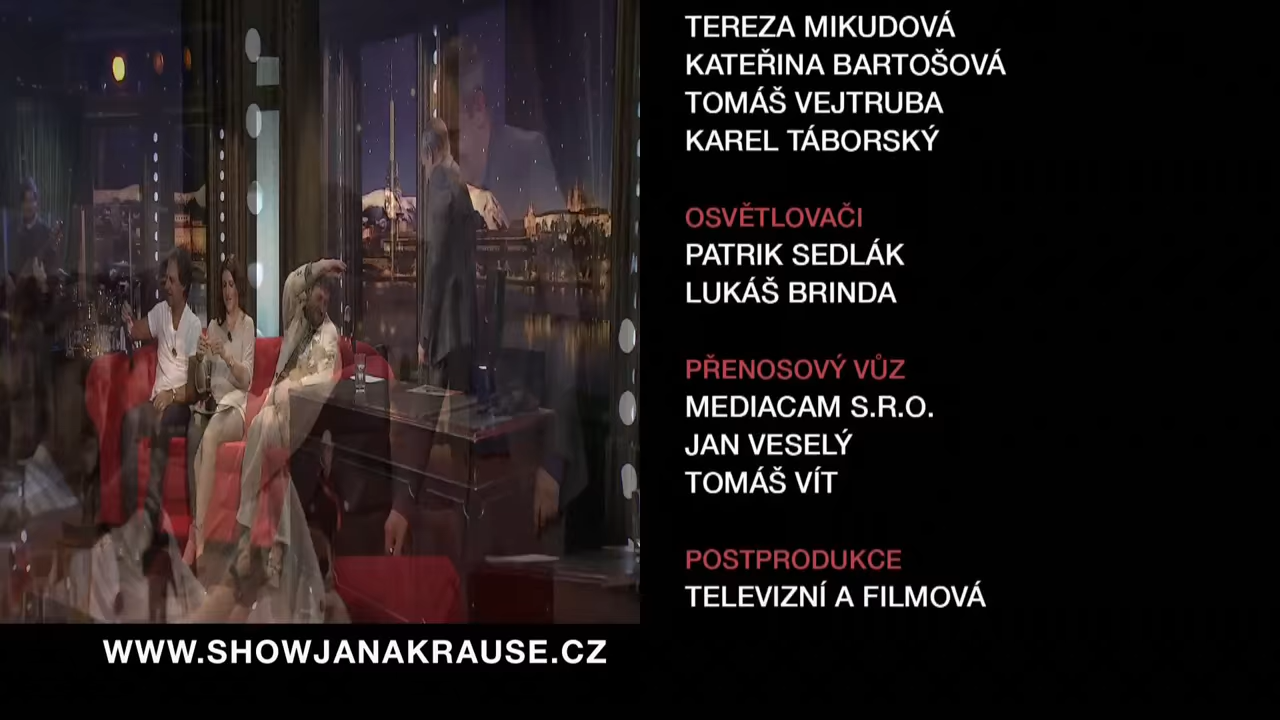 TEREZA MIKUDOVÁ
KATEŘINA BARTOŠOVÁ
TOMÁŠ VEJTRUBA
KAREL TÁBORSKÝ
OSVĚTLOVAČI
PATRIK SEDLÁK
LUKÁŠ BRINDA
PŘENOSOVÝ VŮZ
MEDIACAM S.R.O.
JAN VESELÝ
TOMÁŠ VÍT
POSTPRODUKCE
TELEVIZNÍ A FILMOVÁ
WWW.SHOWJANAKRAUSE.CZ